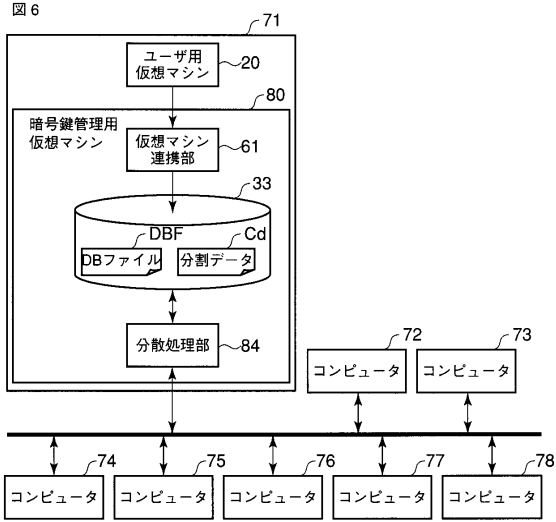 図6
71
ユーザ用
仮想マシン
20
80
暗号鍵管理用
仮想マシン
仮想マシン
連携部
61
33
DBF
Cd
DBファイル
分割データ
分散処理部
84
72
73
コンピュータ
コンピュータ
74
75
76
77
78
コンピュータ
コンピュータ
コンピュータ
コンピュータ
コンピュータ